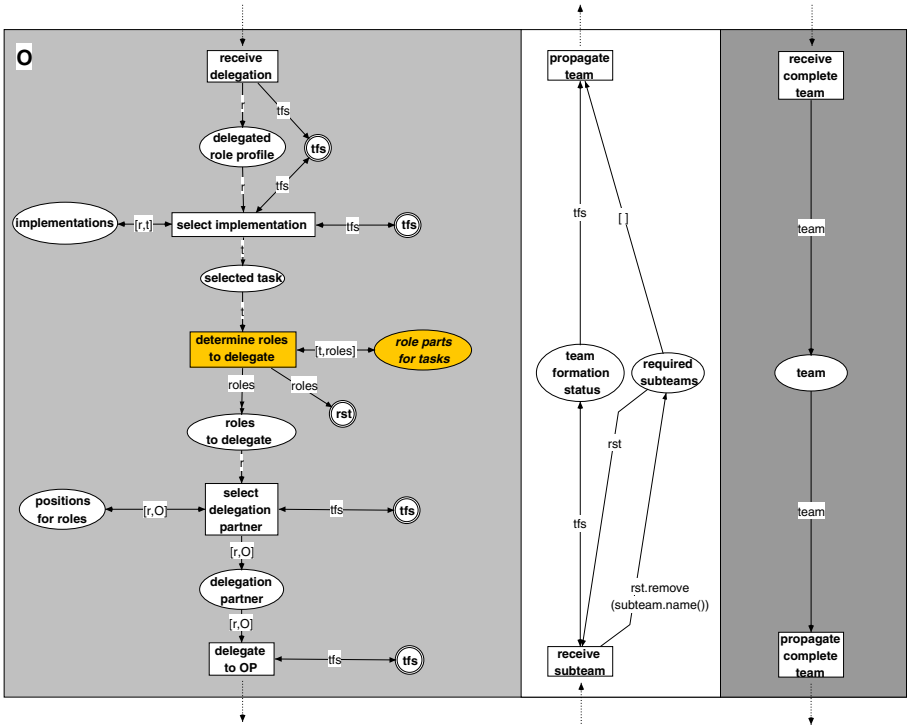 O
receive
delegation
r
tfs
delegated
role profile
tfs
r
tfs
implementations
[r,t]
select implementation
tfs
tfs
t
selected task
t
determine roles
to delegate
[t,roles]
role parts
for tasks
roles
roles
rst
roles
to delegate
r
positions
for roles
[r,O]
select
delegation
partner
tfs
tfs
[r,O]
delegation
partner
[r,O]
delegate
to OP
tfs
tfs
propagate
team
tfs
[ ]
team
formation
status
required
subteams
rst
tfs
rst.remove
(subteam.name())
receive
subteam
receive
complete
team
team
team
team
propagate
complete
team